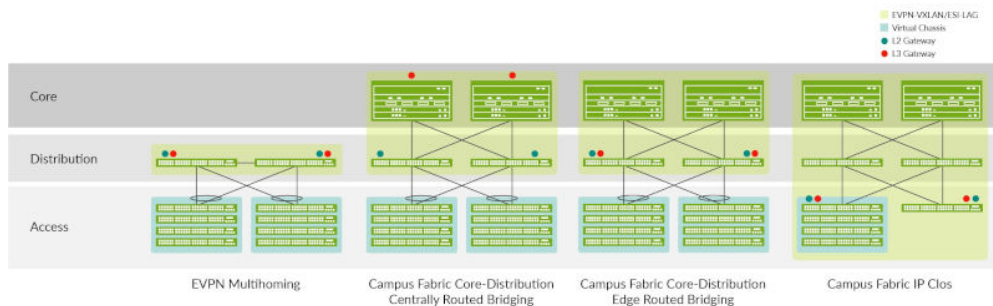 EVPN-VXLAN/ESI-LAG
Virtual Chassis
L2 Gateway
L3 Gateway
Core
Distribution
Access
EVPN Multihoming
Campus Fabric Core-Distribution
Centrally Routed Bridging
Campus Fabric Core-Distribution
Edge Routed Bridging
Campus Fabric IP Clos